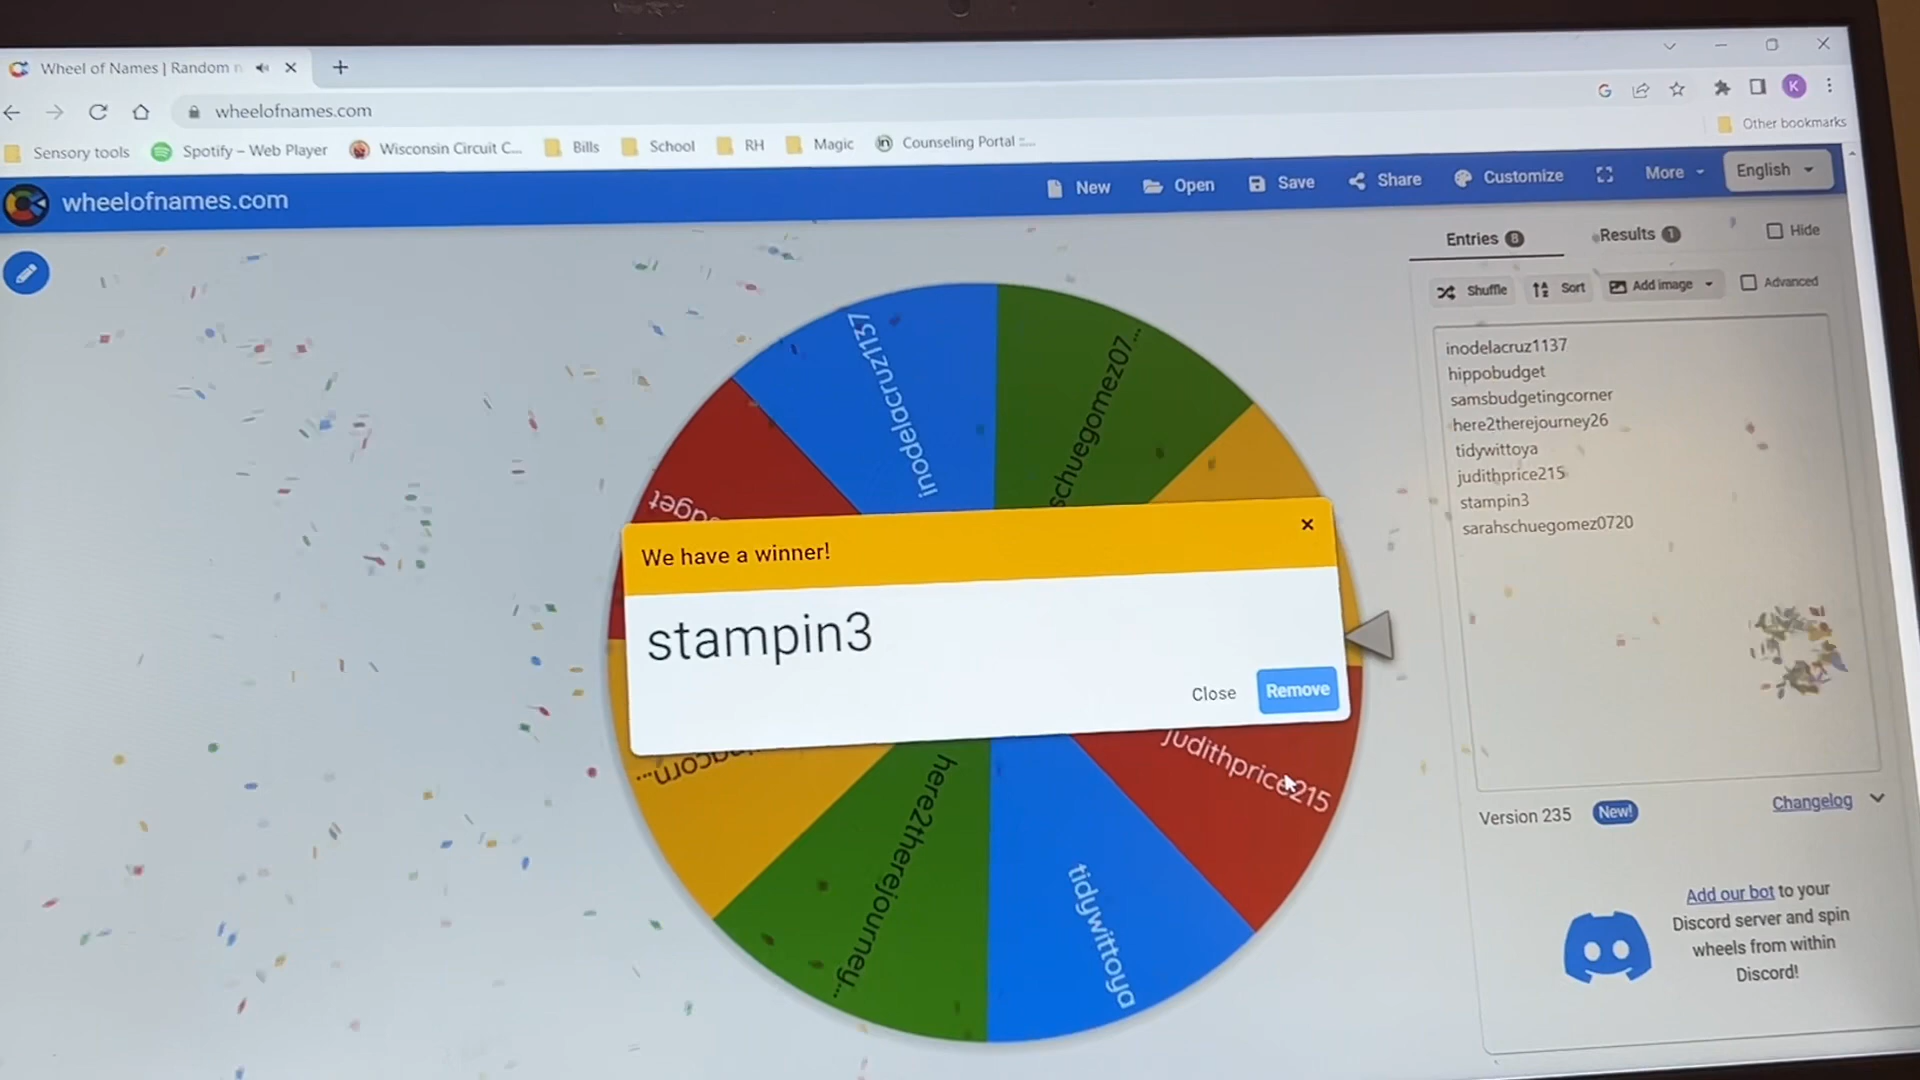 Wheel of Names | Random n
wheelofnames.com
Sensory tools
Spotify – Web Player
Wisconsin Circuit C...
Bills
School
RH
Magic
Counseling Portal ::...
Other bookmarks
K
wheelofnames.com
New
Open
Save
Share
Customize
More
English
Entries 8
Results 1
Hide
Shuffle
Sort
Add image
Advanced
inodelacruz1137
hippobudget
samsbudgetingcorner
here2therejourney26
tidywittoya
judithprice215
stampin3
sarahschuegomez0720
inodelacruz1137
schuegomez07...
dget
We have a winner!
stampin3
Close
Remove
gcorn...
here2therejourney...
tidywittoya
judithprice215
Version 235
New!
Changelog
Add our bot to your
Discord server and spin
wheels from within
Discord!